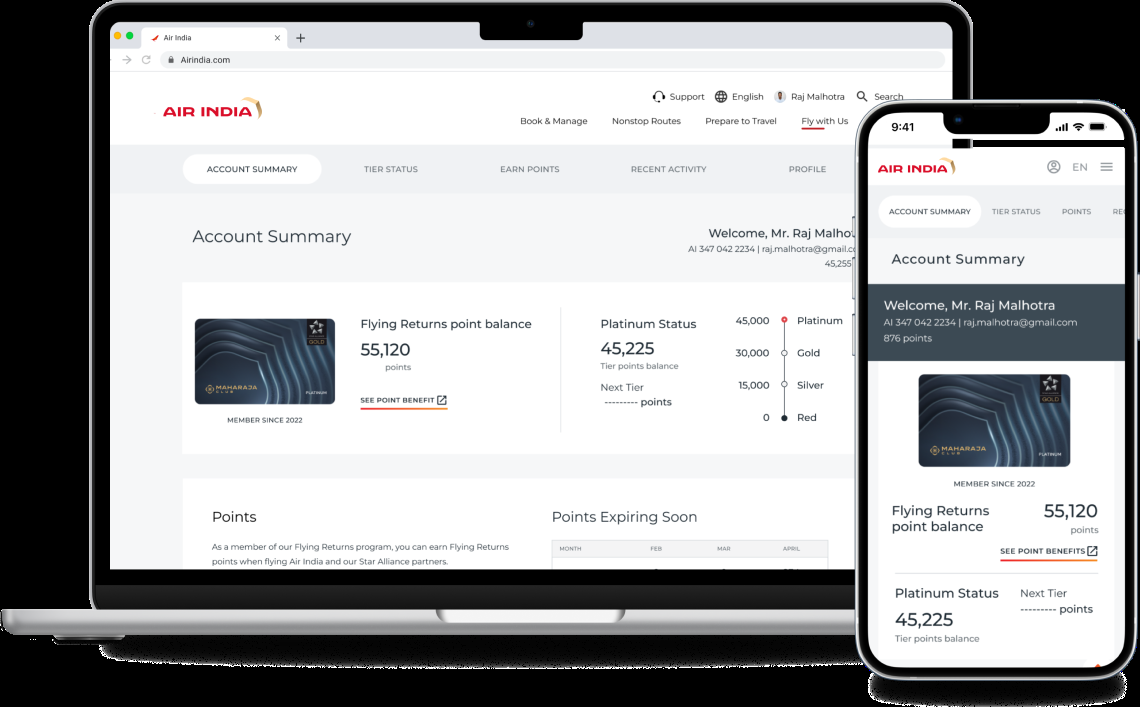 Air India
Airindia.com
Support English Raj Malhotra Search
AIR INDIA
Book & Manage Nonstop Routes Prepare to Travel Fly with Us
ACCOUNT SUMMARY TIER STATUS EARN POINTS RECENT ACTIVITY PROFILE
Account Summary
Welcome, Mr. Raj
AI 347 042 2234 | raj.malhotra@gmail.co
45,255
MAHARAJA
CLUB
GOLD
PLATINUM
MEMBER SINCE 2022
Flying Returns point balance
55,120
points
SEE POINT BENEFIT
Platinum Status
45,225
Tier points balance
Next Tier
--------- points
45,000 Platinum
30,000 Gold
15,000 Silver
0 Red
Points
As a member of our Flying Returns program, you can earn Flying Returns
points when flying Air India and our Star Alliance partners.
Points Expiring Soon
MONTH FEB MAR APRIL
9:41
AIR INDIA
EN
ACCOUNT SUMMARY TIER STATUS POINTS
Account Summary
Welcome, Mr. Raj Malhotra
AI 347 042 2234 | raj.malhotra@gmail.com
876 points
GOLD
MAHARAJA
CLUB
PLATINUM
MEMBER SINCE 2022
Flying Returns
point balance
55,120
points
SEE POINT BENEFITS
Platinum Status
45,225
Tier points balance
Next Tier
--------- points